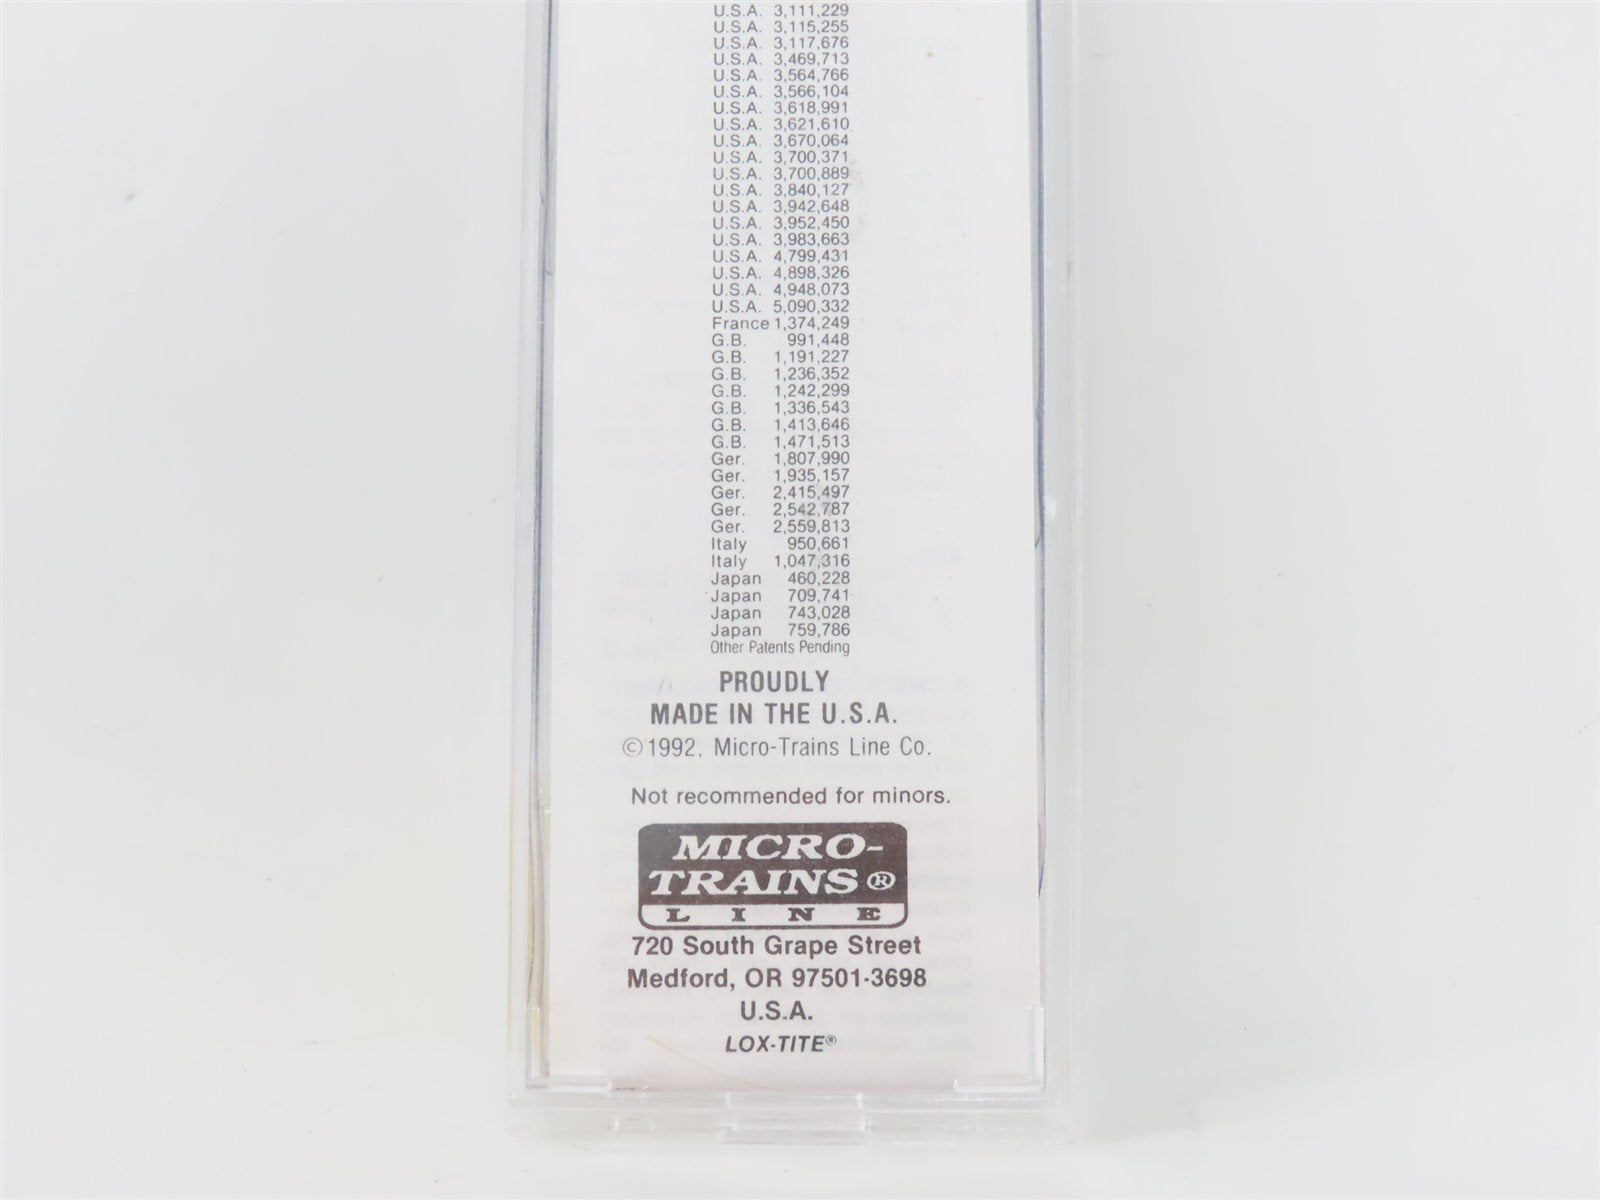 U.S.A. 3,111,229
U.S.A. 3,115,255
U.S.A. 3,117,676
U.S.A. 3,469,713
U.S.A. 3,564,766
U.S.A. 3,566,104
U.S.A. 3,618,991
U.S.A. 3,621,610
U.S.A. 3,670,064
U.S.A. 3,700,371
U.S.A. 3,700,889
U.S.A. 3,840,127
U.S.A. 3,942,648
U.S.A. 3,952,450
U.S.A. 3,983,663
U.S.A. 4,799,431
U.S.A. 4,898,326
U.S.A. 4,948,073
U.S.A. 5,090,332
France 1,374,249
G.B. 991,448
G.B. 1,191,227
G.B. 1,236,352
G.B. 1,242,299
G.B. 1,336,543
G.B. 1,413,646
G.B. 1,471,513
Ger. 1,807,990
Ger. 1,935,157
Ger. 2,415,497
Ger. 2,542,787
Ger. 2,559,813
Italy 950,661
Italy 1,047,316
Japan 460,228
Japan 709,741
Japan 743,028
Japan 759,786
Other Patents Pending
PROUDLY
MADE IN THE U.S.A.
©1992, Micro-Trains Line Co.
Not recommended for minors.
MICRO-
TRAINS®
LINE
720 South Grape Street
Medford, OR 97501-3698
U.S.A.
LOX-TITE®